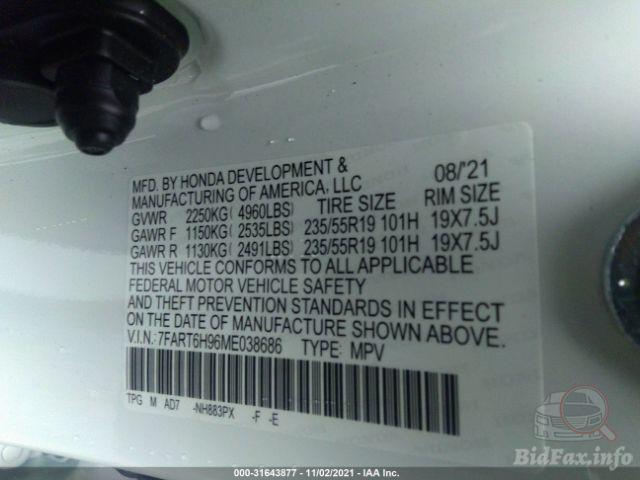 MFD. BY HONDA DEVELOPMENT & 08/'21
MANUFACTURING OF AMERICA, LLC
GVWR 2250KG( 4960LBS) TIRE SIZE RIM SIZE
GAWR F 1150KG( 2535LBS) 235/55R19 101H 19X7.5J
GAWR R 1130KG( 2491LBS) 235/55R19 101H 19X7.5J
THIS VEHICLE CONFORMS TO ALL APPLICABLE
FEDERAL MOTOR VEHICLE SAFETY
AND THEFT PREVENTION STANDARDS IN EFFECT
ON THE DATE OF MANUFACTURE SHOWN ABOVE.
V.I.N.: 7FART6H96ME038686 TYPE: MPV
TPG M AD7 -NH883PX -F -E
BidFax.info
000-31643877 - 11/02/2021 - IAA Inc.